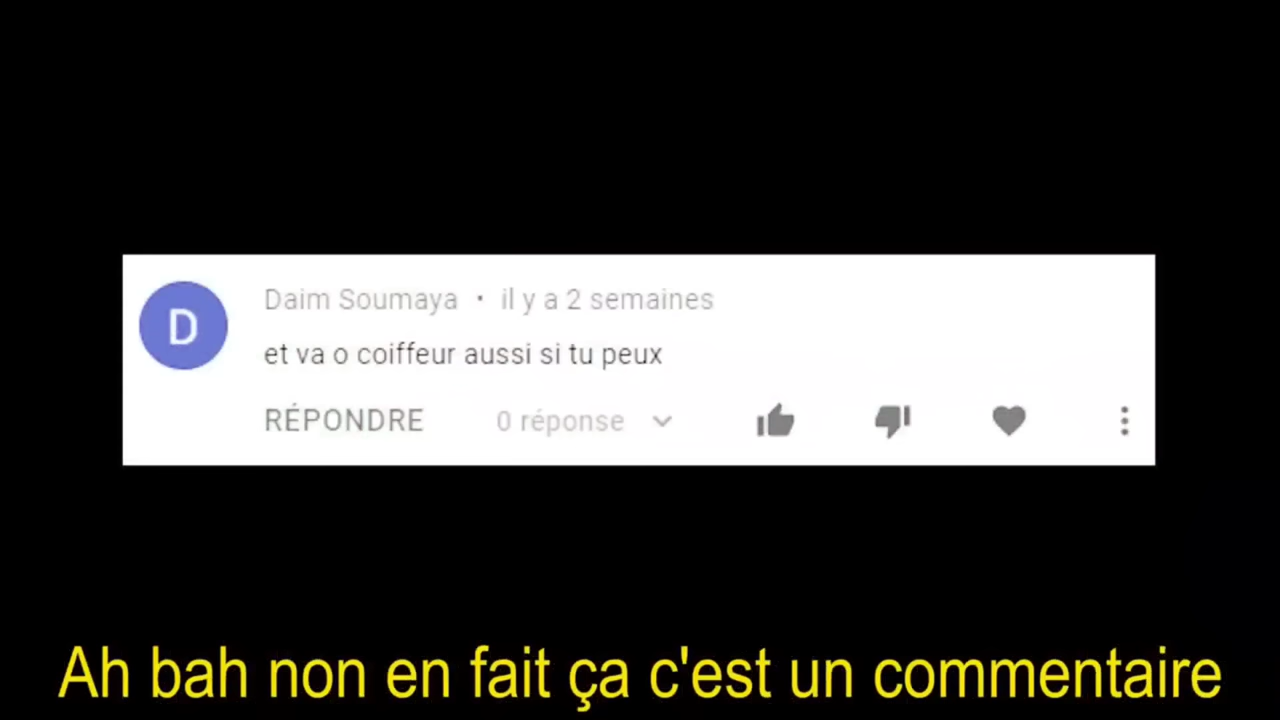 D
Daim Soumaya • il y a 2 semaines
et va o coiffeur aussi si tu peux
RÉPONDRE 0 réponse
Ah bah non en fait ça c'est un commentaire